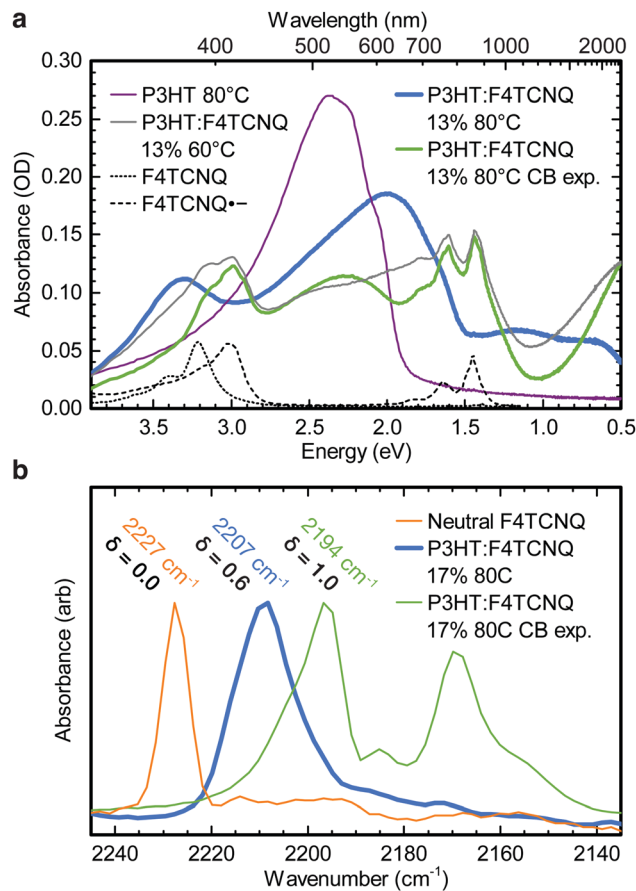 a
Wavelength (nm)
400 500 600 700 1000 2000
0.30
0.25
0.20
0.15
0.10
0.05
0.00
Absorbance (OD)
P3HT 80°C
P3HT:F4TCNQ
13% 60°C
F4TCNQ
F4TCNQ•−
P3HT:F4TCNQ
13% 80°C
P3HT:F4TCNQ
13% 80°C CB exp.
3.5 3.0 2.5 2.0 1.5 1.0 0.5
Energy (eV)
b
2227 cm-1
δ = 0.0
2207 cm-1
δ = 0.6
2194 cm-1
δ = 1.0
Neutral F4TCNQ
P3HT:F4TCNQ
17% 80C
P3HT:F4TCNQ
17% 80C CB exp.
Absorbance (arb)
2240 2220 2200 2180 2160 2140
Wavenumber (cm-1)